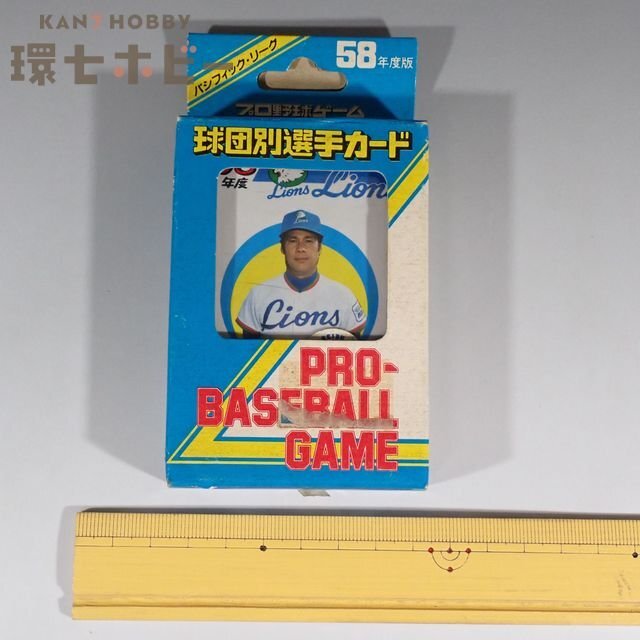 KANTHOBBY
環七ホビー
パシフィック・リーグ
58年度版
プロ野球ゲーム
球団別選手カード
年度
Lions
Lion
Lions
Lions
PRO-
BASEBALL
GAME